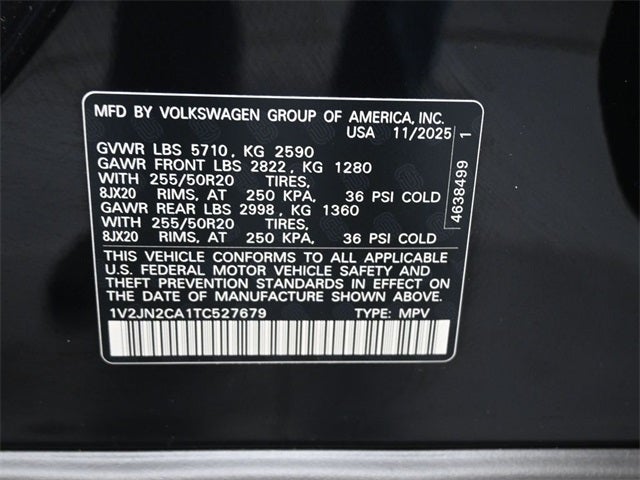 MFD BY VOLKSWAGEN GROUP OF AMERICA, INC.
USA 11/2025
GVWR LBS 5710, KG 2590
GAWR FRONT LBS 2822, KG 1280
WITH 255/50R20 TIRES,
8JX20 RIMS, AT 250 KPA, 36 PSI COLD
GAWR REAR LBS 2998, KG 1360
WITH 255/50R20 TIRES,
8JX20 RIMS, AT 250 KPA, 36 PSI COLD
THIS VEHICLE CONFORMS TO ALL APPLICABLE
U.S. FEDERAL MOTOR VEHICLE SAFETY AND
THEFT PREVENTION STANDARDS IN EFFECT ON
THE DATE OF MANUFACTURE SHOWN ABOVE.
1V2JN2CA1TC527679 TYPE: MPV
4638499 1